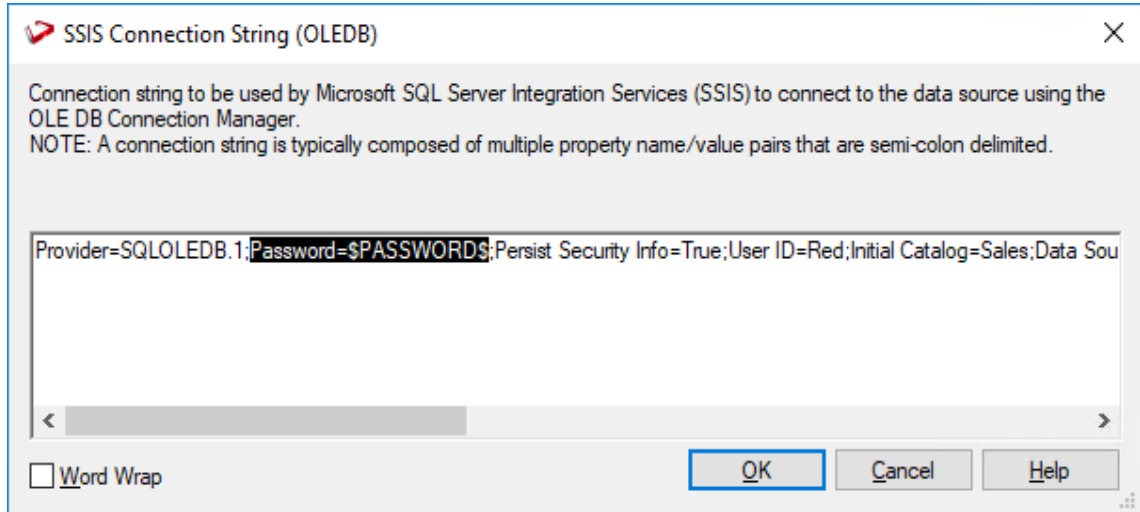 SSIS Connection String (OLEDB)
Connection string to be used by Microsoft SQL Server Integration Services (SSIS) to connect to the data source using the
OLE DB Connection Manager.
NOTE: A connection string is typically composed of multiple property name/value pairs that are semi-colon delimited.
Provider=SQLOLEDB.1;Password=$PASSWORD$;Persist Security Info=True;User ID=Red;Initial Catalog=Sales;Data Sou
Word Wrap
OK
Cancel
Help